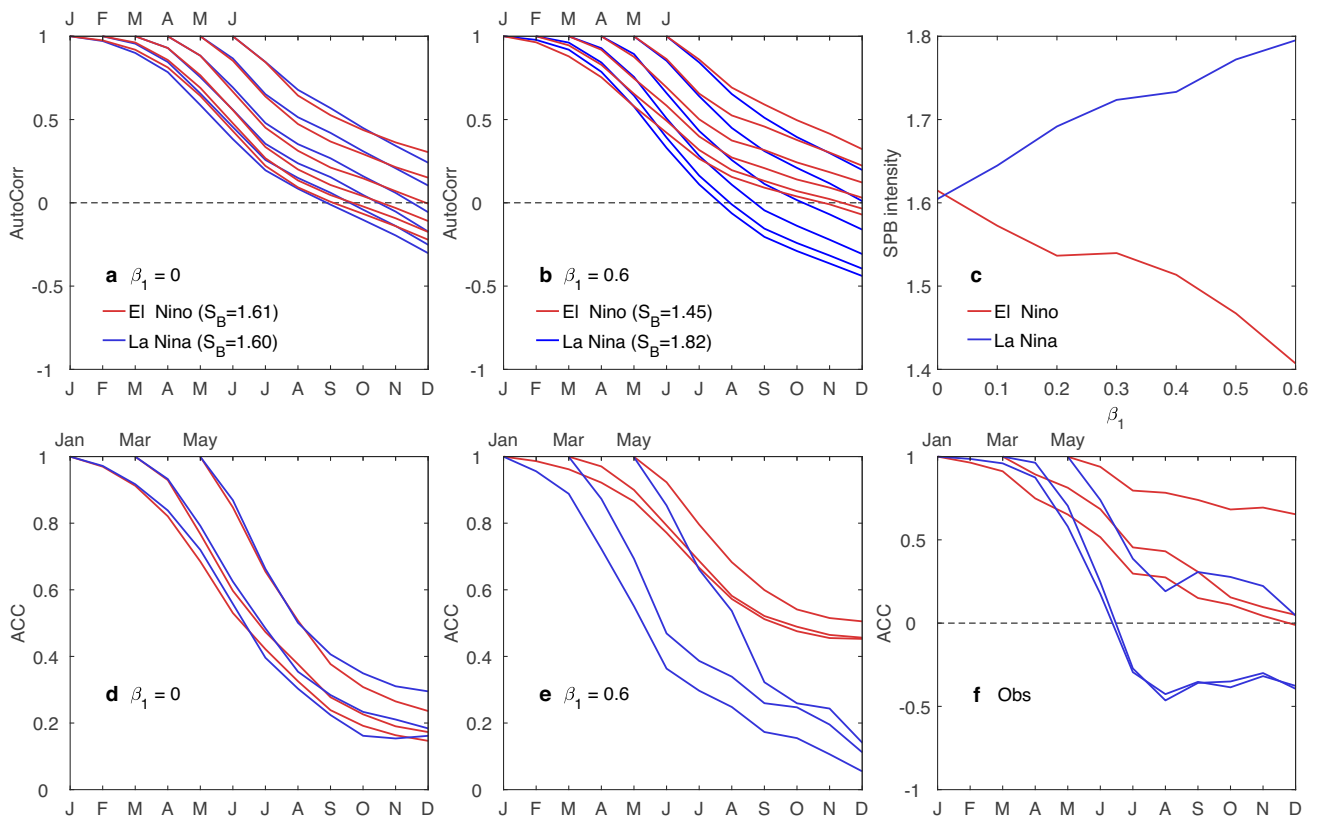 J F M A M J
1
0.5
0
-0.5
-1
AutoCorr
a β1 = 0
El Nino (SB=1.61)
La Nina (SB=1.60)
J F M A M J J A S O N D
J F M A M J
1
0.5
0
-0.5
-1
AutoCorr
b β1 = 0.6
El Nino (SB=1.45)
La Nina (SB=1.82)
J F M A M J J A S O N D
1.8
1.7
1.6
1.5
1.4
SPB intensity
c
El Nino
La Nina
0 0.1 0.2 0.3 0.4 0.5 0.6
β1
Jan Mar May
1
0.8
0.6
0.4
0.2
0
ACC
d β1 = 0
J F M A M J J A S O N D
Jan Mar May
1
0.8
0.6
0.4
0.2
0
ACC
e β1 = 0.6
J F M A M J J A S O N D
Jan Mar May
1
0.5
0
-0.5
-1
ACC
f Obs
J F M A M J J A S O N D